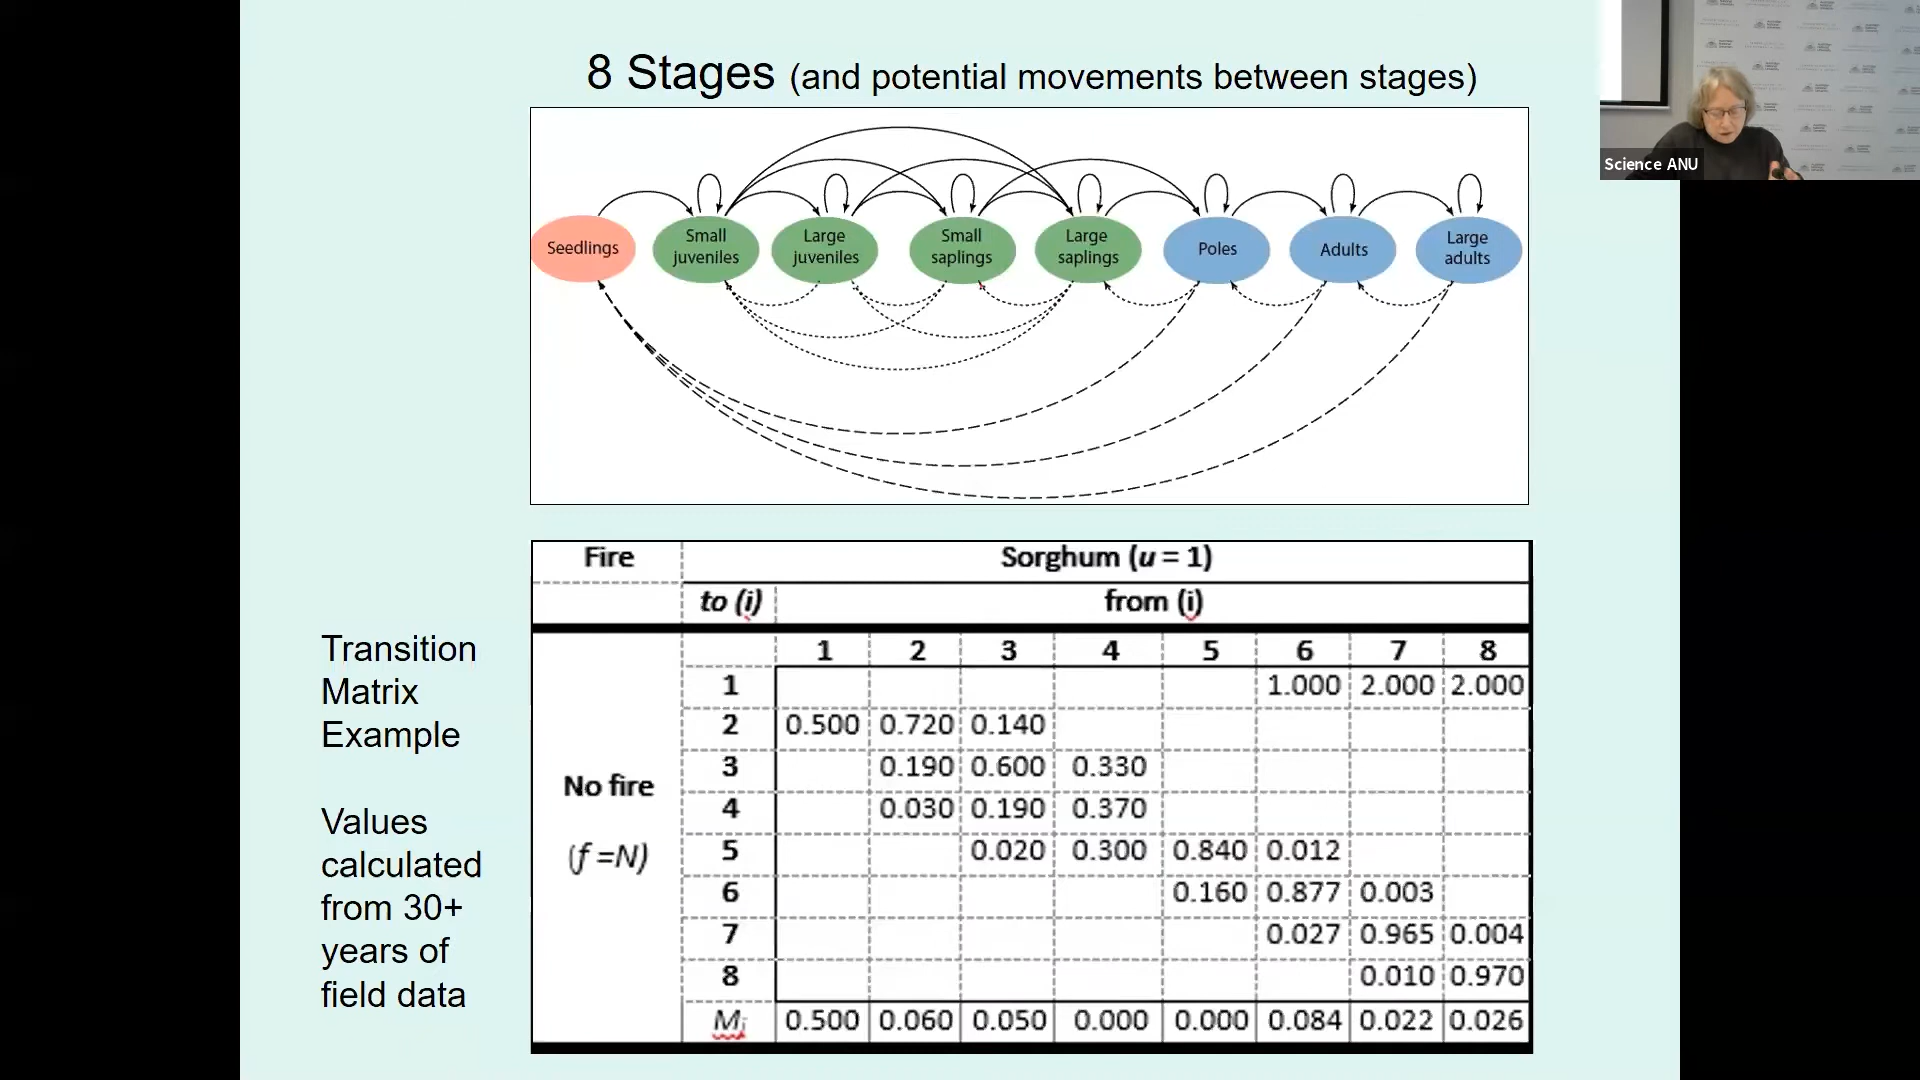 8 Stages (and potential movements between stages)
Science ANU
Seedlings
Small
juveniles
Large
juveniles
Small
saplings
Large
saplings
Poles
Adults
Large
adults
Fire Sorghum (u = 1)
to (i) from (i)
1 2 3 4 5 6 7 8
1 1.000 2.000 2.000
2 0.500 0.720 0.140
3 0.190 0.600 0.330
4 0.030 0.190 0.370
5 0.020 0.300 0.840 0.012
6 0.160 0.877 0.003
7 0.027 0.965 0.004
8 0.010 0.970
Mi 0.500 0.060 0.050 0.000 0.000 0.084 0.022 0.026
No fire
(f =N)
Transition
Matrix
Example
Values
calculated
from 30+
years of
field data